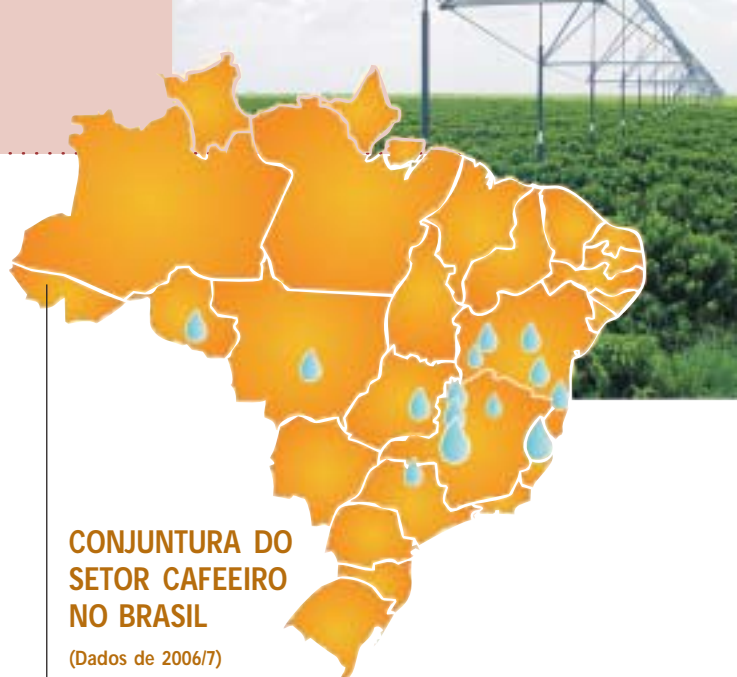 CONJUNTURA DO
SETOR CAFEEIRO
NO BRASIL
(Dados de 2006/7)